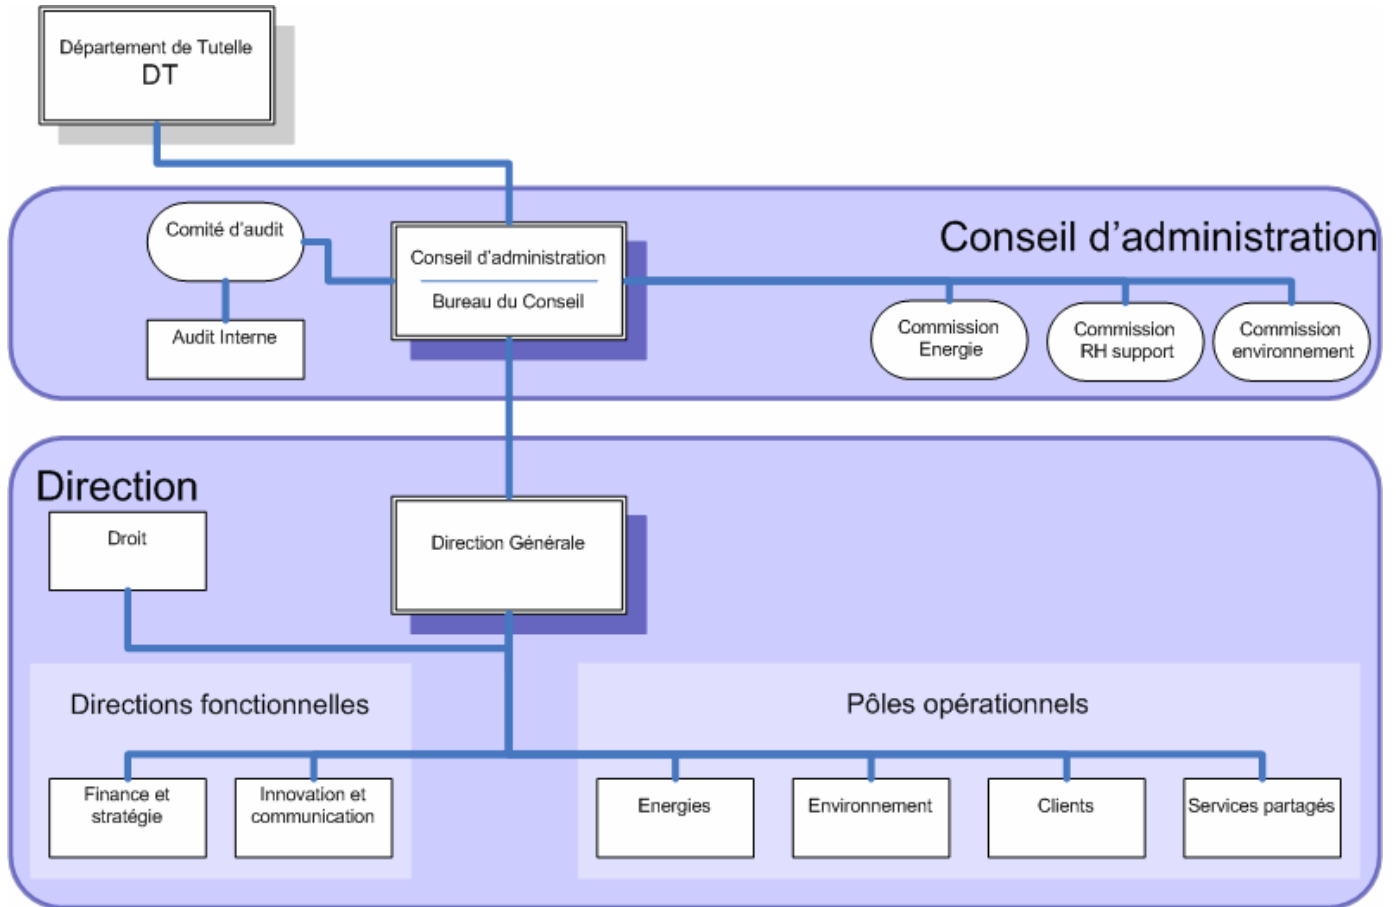 Département de Tutelle
DT
Conseil d'administration
Comité d'audit
Audit Interne
Conseil d'administration
Bureau du Conseil
Commission
Energie
Commission
RH support
Commission
environnement
Direction
Droit
Direction Générale
Directions fonctionnelles
Pôles opérationnels
Finance et
stratégie
Innovation et
communication
Energies
Environnement
Clients
Services partagés